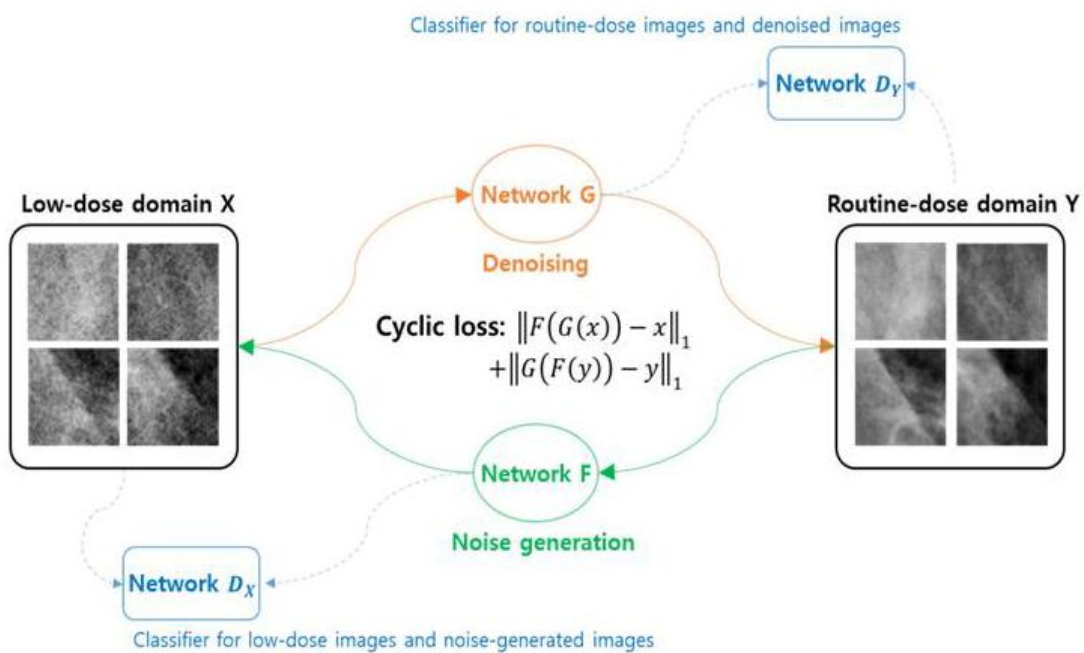 Classifier for routine-dose images and denoised images
Network D_Y
Network G
Low-dose domain X
Routine-dose domain Y
Denoising
Cyclic loss: ‖F(G(x)) − x‖₁
+‖G(F(y)) − y‖₁
Network F
Noise generation
Network D_X
Classifier for low-dose images and noise-generated images